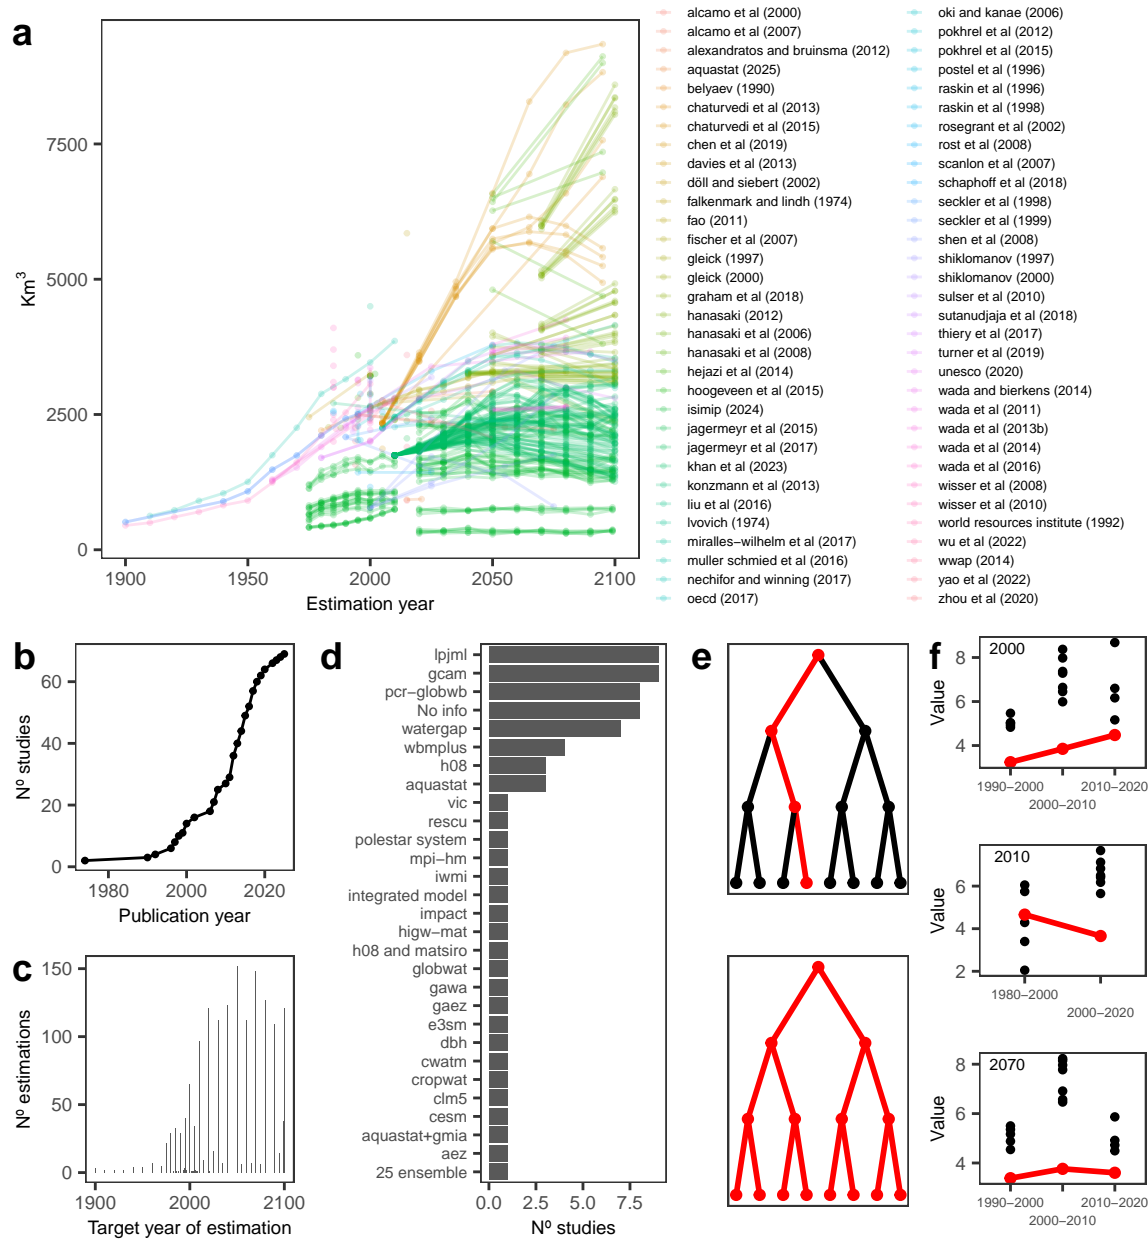 a
7500
5000
2500
0
Km³
1900
1950
2000
2050
2100
Estimation year
alcamo et al (2000)
alcamo et al (2007)
alexandratos and bruinsma (2012)
aquastat (2025)
belyaev (1990)
chaturvedi et al (2013)
chaturvedi et al (2015)
chen et al (2019)
davies et al (2013)
döll and siebert (2002)
falkenmark and lindh (1974)
fao (2011)
fischer et al (2007)
gleick (1997)
gleick (2000)
graham et al (2018)
hanasaki (2012)
hanasaki et al (2006)
hanasaki et al (2008)
hejazi et al (2014)
hoogeveen et al (2015)
isimip (2024)
jagermeyr et al (2015)
jagermeyr et al (2017)
khan et al (2023)
konzmann et al (2013)
liu et al (2016)
lvovich (1974)
miralles−wilhelm et al (2017)
muller schmied et al (2016)
nechifor and winning (2017)
oecd (2017)
oki and kanae (2006)
pokhrel et al (2012)
pokhrel et al (2015)
postel et al (1996)
raskin et al (1996)
raskin et al (1998)
rosegrant et al (2002)
rost et al (2008)
scanlon et al (2007)
schaphoff et al (2018)
seckler et al (1998)
seckler et al (1999)
shen et al (2008)
shiklomanov (1997)
shiklomanov (2000)
sulser et al (2010)
sutanudjaja et al (2018)
thiery et al (2017)
turner et al (2019)
unesco (2020)
wada and bierkens (2014)
wada et al (2011)
wada et al (2013b)
wada et al (2014)
wada et al (2016)
wisser et al (2008)
wisser et al (2010)
world resources institute (1992)
wu et al (2022)
wwap (2014)
yao et al (2022)
zhou et al (2020)
b
60
40
20
0
Nº studies
1980
2000
2020
Publication year
c
150
100
50
0
Nº estimations
1900
2000
2100
Target year of estimation
d
lpjml
gcam
pcr−globwb
No info
watergap
wbmplus
h08
aquastat
vic
rescu
polestar system
mpi−hm
iwmi
integrated model
impact
higw−mat
h08 and matsiro
globwat
gawa
gaez
e3sm
dbh
cwatm
cropwat
clm5
cesm
aquastat+gmia
aez
25 ensemble
0.0
2.5
5.0
7.5
Nº studies
e
f
2000
8
6
4
Value
1990−2000
2000−2010
2010−2020
2010
6
4
2
Value
1980−2000
2000−2020
2070
8
6
4
Value
1990−2000
2000−2010
2010−2020